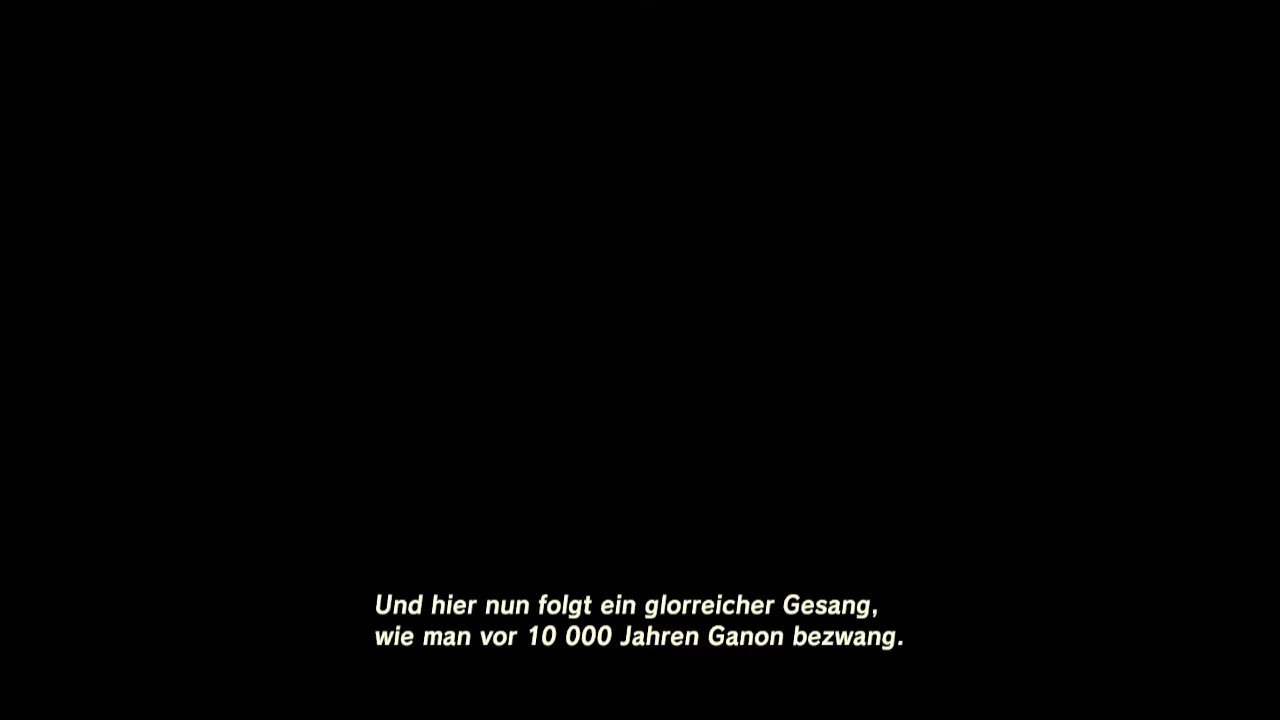 Und hier nun folgt ein glorreicher Gesang,
wie man vor 10 000 Jahren Ganon bezwang.